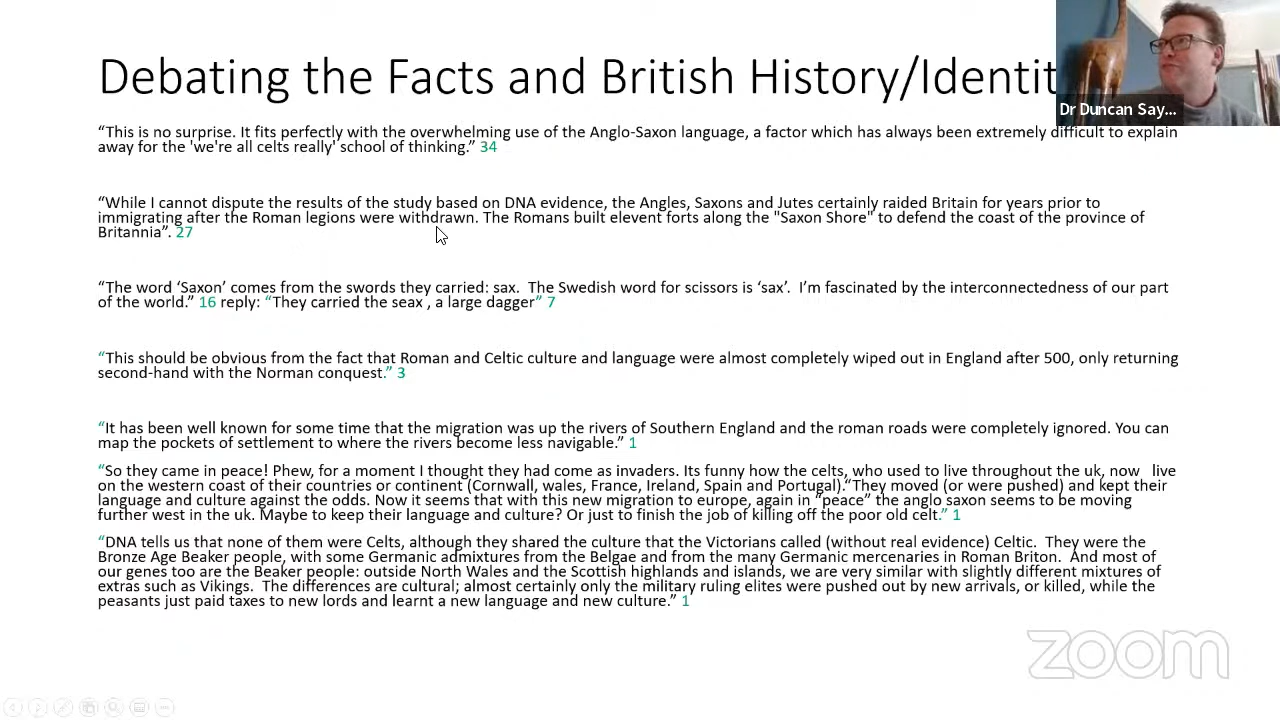 Debating the Facts and British History/Identit
Dr Duncan Say...
“This is no surprise. It fits perfectly with the overwhelming use of the Anglo-Saxon language, a factor which has always been extremely difficult to explain
away for the 'we're all celts really' school of thinking.” 34
“While I cannot dispute the results of the study based on DNA evidence, the Angles, Saxons and Jutes certainly raided Britain for years prior to
immigrating after the Roman legions were withdrawn. The Romans built elevent forts along the "Saxon Shore" to defend the coast of the province of
Britannia”. 27
“The word ‘Saxon’ comes from the swords they carried: sax. The Swedish word for scissors is ‘sax’. I’m fascinated by the interconnectedness of our part
of the world.” 16 reply: “They carried the seax , a large dagger” 7
“This should be obvious from the fact that Roman and Celtic culture and language were almost completely wiped out in England after 500, only returning
second-hand with the Norman conquest.” 3
“It has been well known for some time that the migration was up the rivers of Southern England and the roman roads were completely ignored. You can
map the pockets of settlement to where the rivers become less navigable.” 1
“So they came in peace! Phew, for a moment I thought they had come as invaders. Its funny how the celts, who used to live throughout the uk, now live
on the western coast of their countries or continent (Cornwall, wales, France, Ireland, Spain and Portugal).“They moved (or were pushed) and kept their
language and culture against the odds. Now it seems that with this new migration to europe, again in “peace” the anglo saxon seems to be moving
further west in the uk. Maybe to keep their language and culture? Or just to finish the job of killing off the poor old celt.” 1
“DNA tells us that none of them were Celts, although they shared the culture that the Victorians called (without real evidence) Celtic. They were the
Bronze Age Beaker people, with some Germanic admixtures from the Belgae and from the many Germanic mercenaries in Roman Briton. And most of
our genes too are the Beaker people: outside North Wales and the Scottish highlands and islands, we are very similar with slightly different mixtures of
extras such as Vikings. The differences are cultural; almost certainly only the military ruling elites were pushed out by new arrivals, or killed, while the
peasants just paid taxes to new lords and learnt a new language and new culture.” 1
zoom